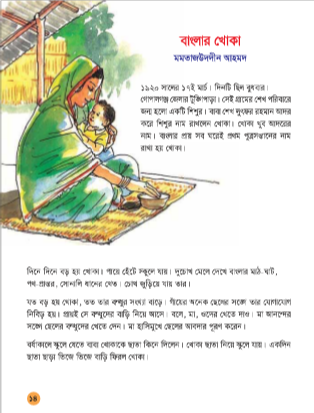 বাংলার খোকা
মমতাজউদদীন আহমদ
১৯২০ সালের ১৭ই মার্চ। দিনটি ছিল বুধবার।
গোপালগঞ্জ জেলার টুঙ্গিপাড়া। সেই গ্রামের শেখ পরিবারে
জন্ম হলো একটি শিশুর। বাবা শেখ লুৎফর রহমান আদর
করে শিশুর নাম রাখলেন খোকা। খোকা খুব আদরের
নাম। বাংলার প্রায় সব ঘরেই প্রথম পুত্রসন্তানের নাম
রাখা হয় খোকা।
দিনে দিনে বড় হয় খোকা। পায়ে হেঁটে স্কুলে যায়। দুচোখ মেলে দেখে বাংলার মাঠ-ঘাট,
পথ-প্রান্তর, সোনালি ধানের খেত। চোখ জুড়িয়ে যায় তার।
যত বড় হয় খোকা, তত তার বন্ধুর সংখ্যা বাড়ে। গাঁয়ের অনেক ছেলের সঙ্গে তার যোগাযোগ
নিবিড় হয়। প্রায়ই সে বন্ধুদের বাড়ি নিয়ে আসে। বলে, মা, ওদের খেতে দাও। মা আনন্দের
সঙ্গে ছেলের বন্ধুদের খেতে দেন। মা হাসিমুখে ছেলের আবদার পূরণ করেন।
বর্ষাকালে স্কুলে যেতে বাবা খোকাকে ছাতা কিনে দিলেন। খোকা ছাতা নিয়ে স্কুলে যায়। একদিন
ছাতা ছাড়া ভিজে ভিজে বাড়ি ফিরল খোকা।
১৪